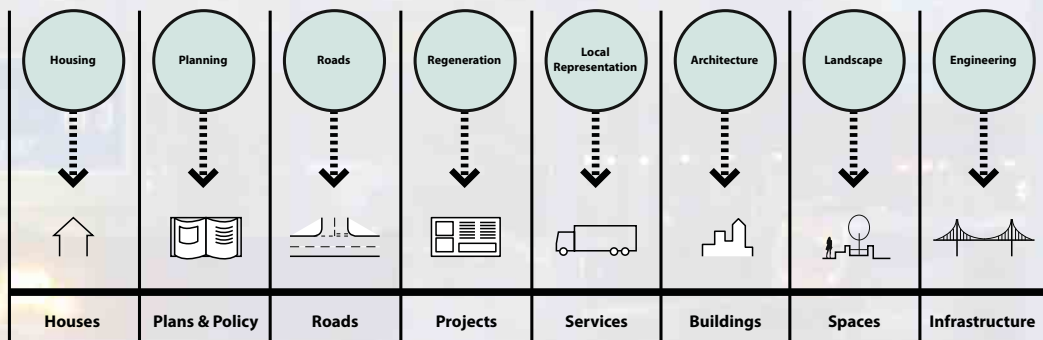 Housing
Planning
Roads
Regeneration
Local
Representation
Architecture
Landscape
Engineering
Houses
Plans & Policy
Roads
Projects
Services
Buildings
Spaces
Infrastructure